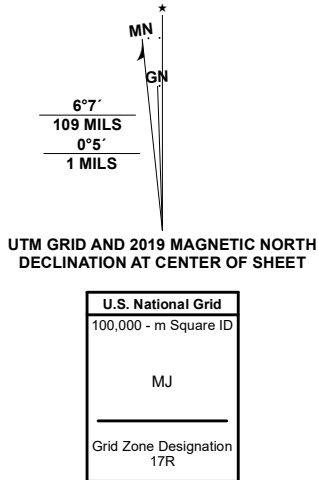 ★
MN
GN
6°7´
109 MILS
0°5´
1 MILS
UTM GRID AND 2019 MAGNETIC NORTH
DECLINATION AT CENTER OF SHEET
U.S. National Grid
100,000 - m Square ID
MJ
Grid Zone Designation
17R